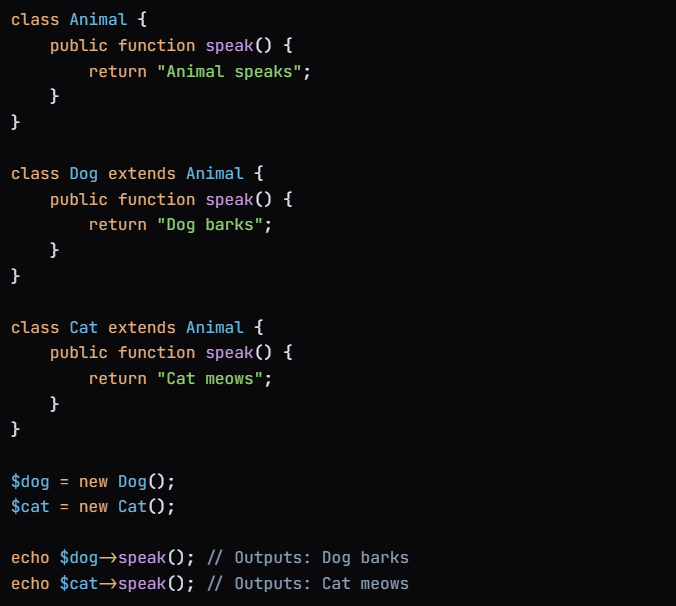 class Animal {
    public function speak() {
        return "Animal speaks";
    }
}

class Dog extends Animal {
    public function speak() {
        return "Dog barks";
    }
}

class Cat extends Animal {
    public function speak() {
        return "Cat meows";
    }
}

$dog = new Dog();
$cat = new Cat();

echo $dog->speak(); // Outputs: Dog barks
echo $cat->speak(); // Outputs: Cat meows